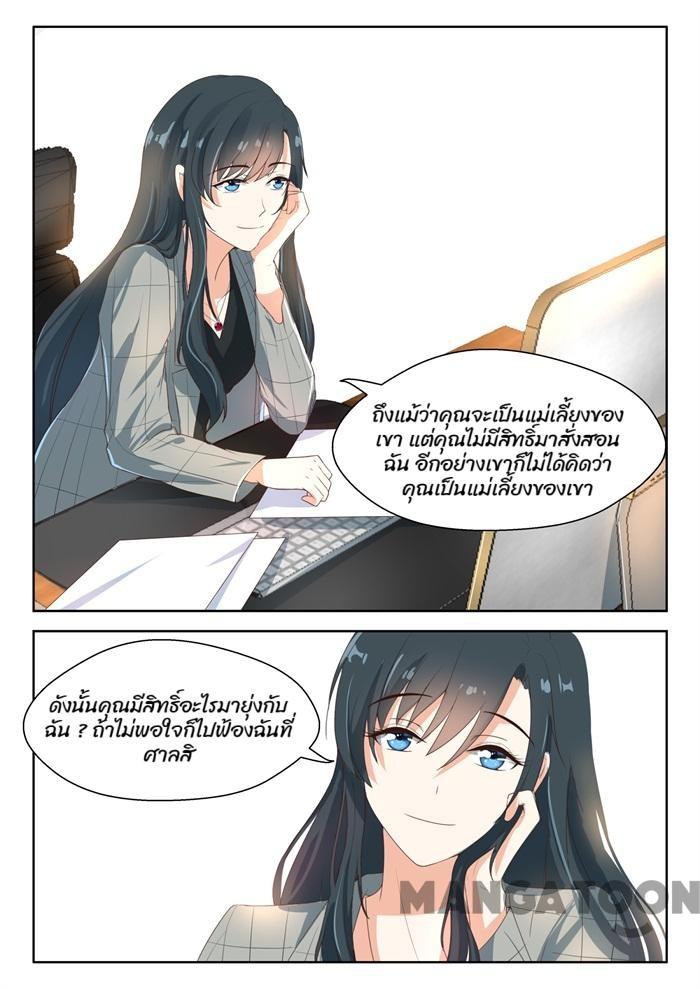 ถึงแม้ว่าคุณจะเป็นแม่เลี้ยงของ
เขา แต่คุณไม่มีสิทธิ์มาสั่งสอน
ฉัน อีกอย่างเขาก็ไม่ได้คิดว่า
คุณเป็นแม่เลี้ยงของเขา
ดังนั้นคุณมีสิทธิ์อะไรมายุ่งกับ
ฉัน ? ถ้าไม่พอใจก็ไปฟ้องฉันที่
ศาลสิ
MANGATOON